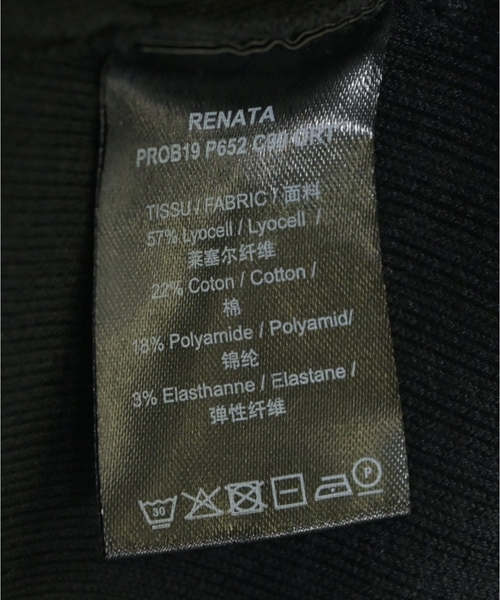 RENATA
PROB19 P652
TISSU / FABRIC / 面料
57% Lyocell / Lyocell /
莱塞尔纤维
22% Coton / Cotton /
棉
18% Polyamide / Polyamid/
锦纶
3% Elasthanne / Elastane /
弹性纤维
30
P